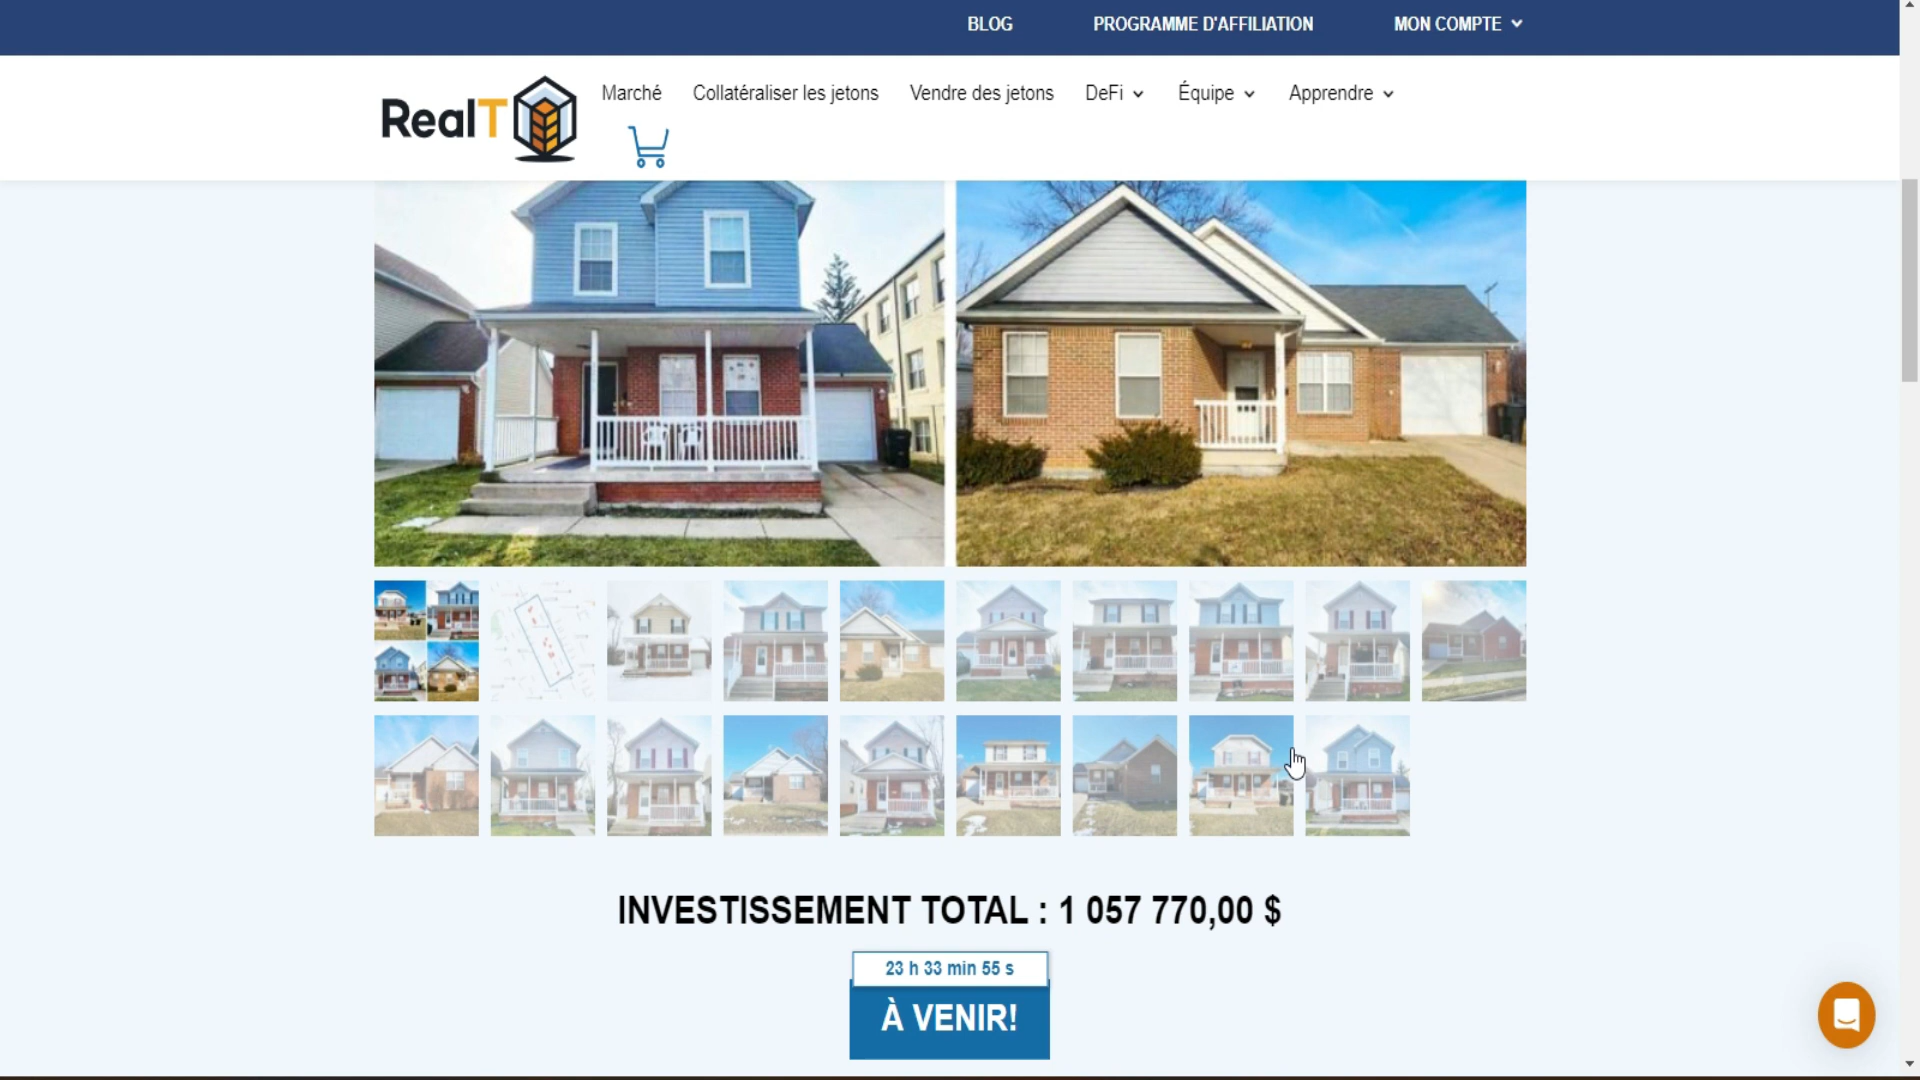 BLOG PROGRAMME D'AFFILIATION MON COMPTE
RealT
Marché Collatéraliser les jetons Vendre des jetons DeFi Équipe Apprendre
INVESTISSEMENT TOTAL : 1 057 770,00 $
23 h 33 min 55 s
À VENIR!